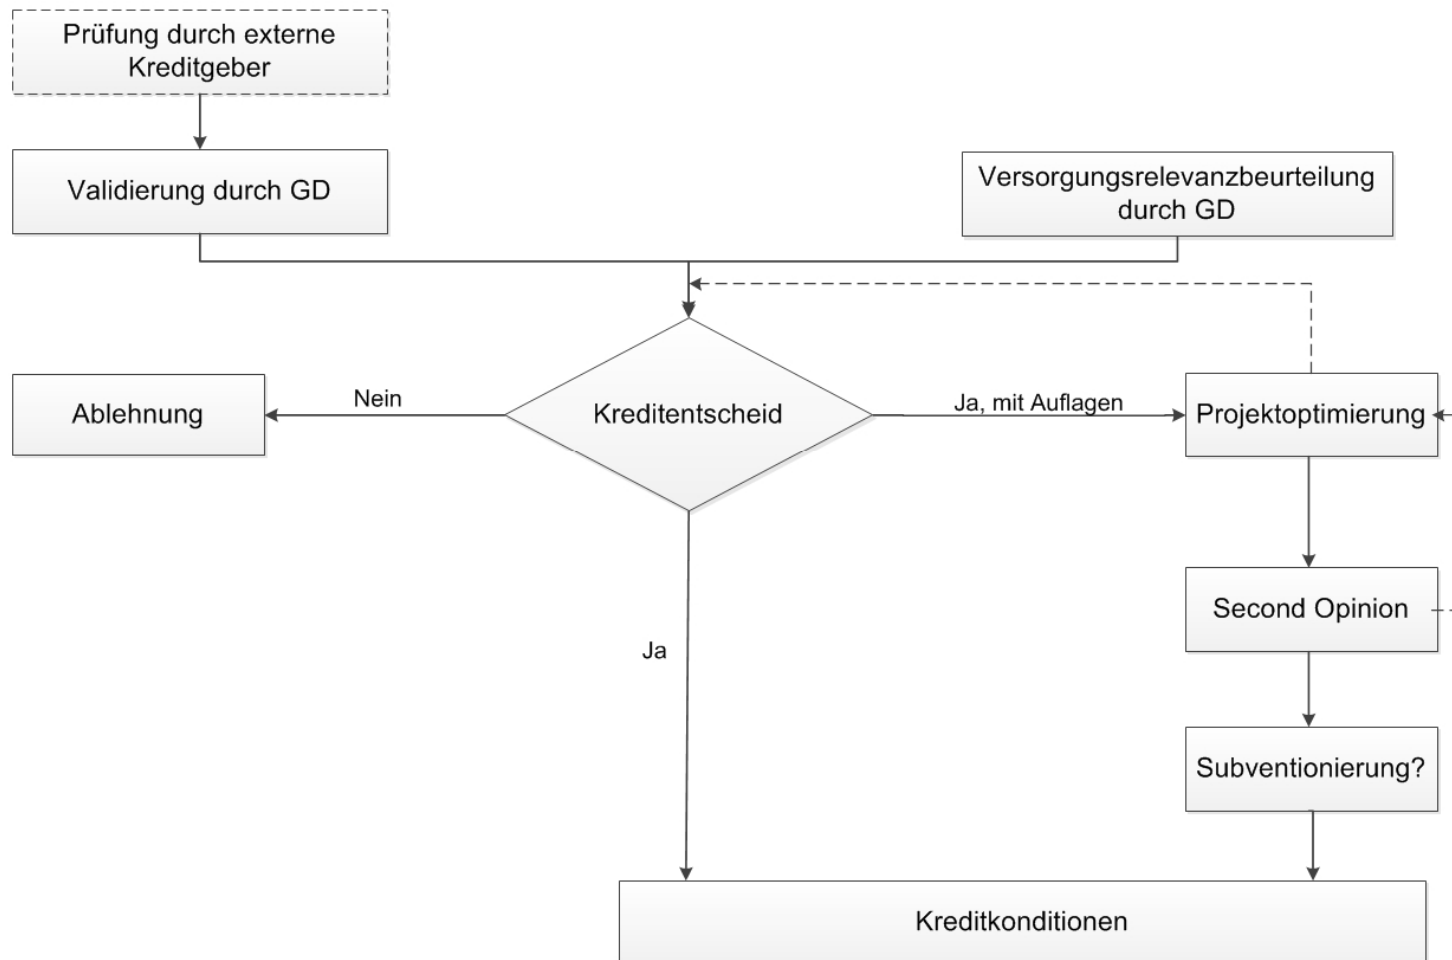 Prüfung durch externe
Kreditgeber
Validierung durch GD
Versorgungsrelevanzbeurteilung
durch GD
Ablehnung
Nein
Kreditentscheid
Ja, mit Auflagen
Projektoptimierung
Second Opinion
Ja
Subventionierung?
Kreditkonditionen